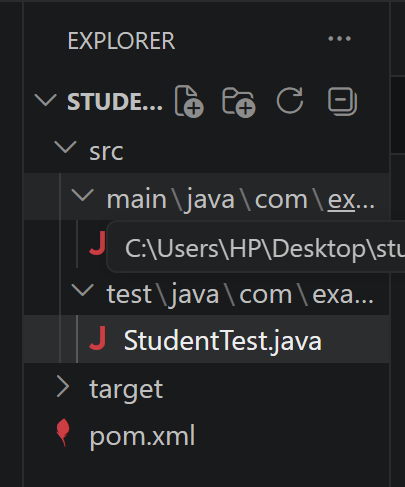 EXPLORER
STUDE...
src
main\java\com\ex...
C:\Users\HP\Desktop\stu
test\java\com\exa...
StudentTest.java
target
pom.xml